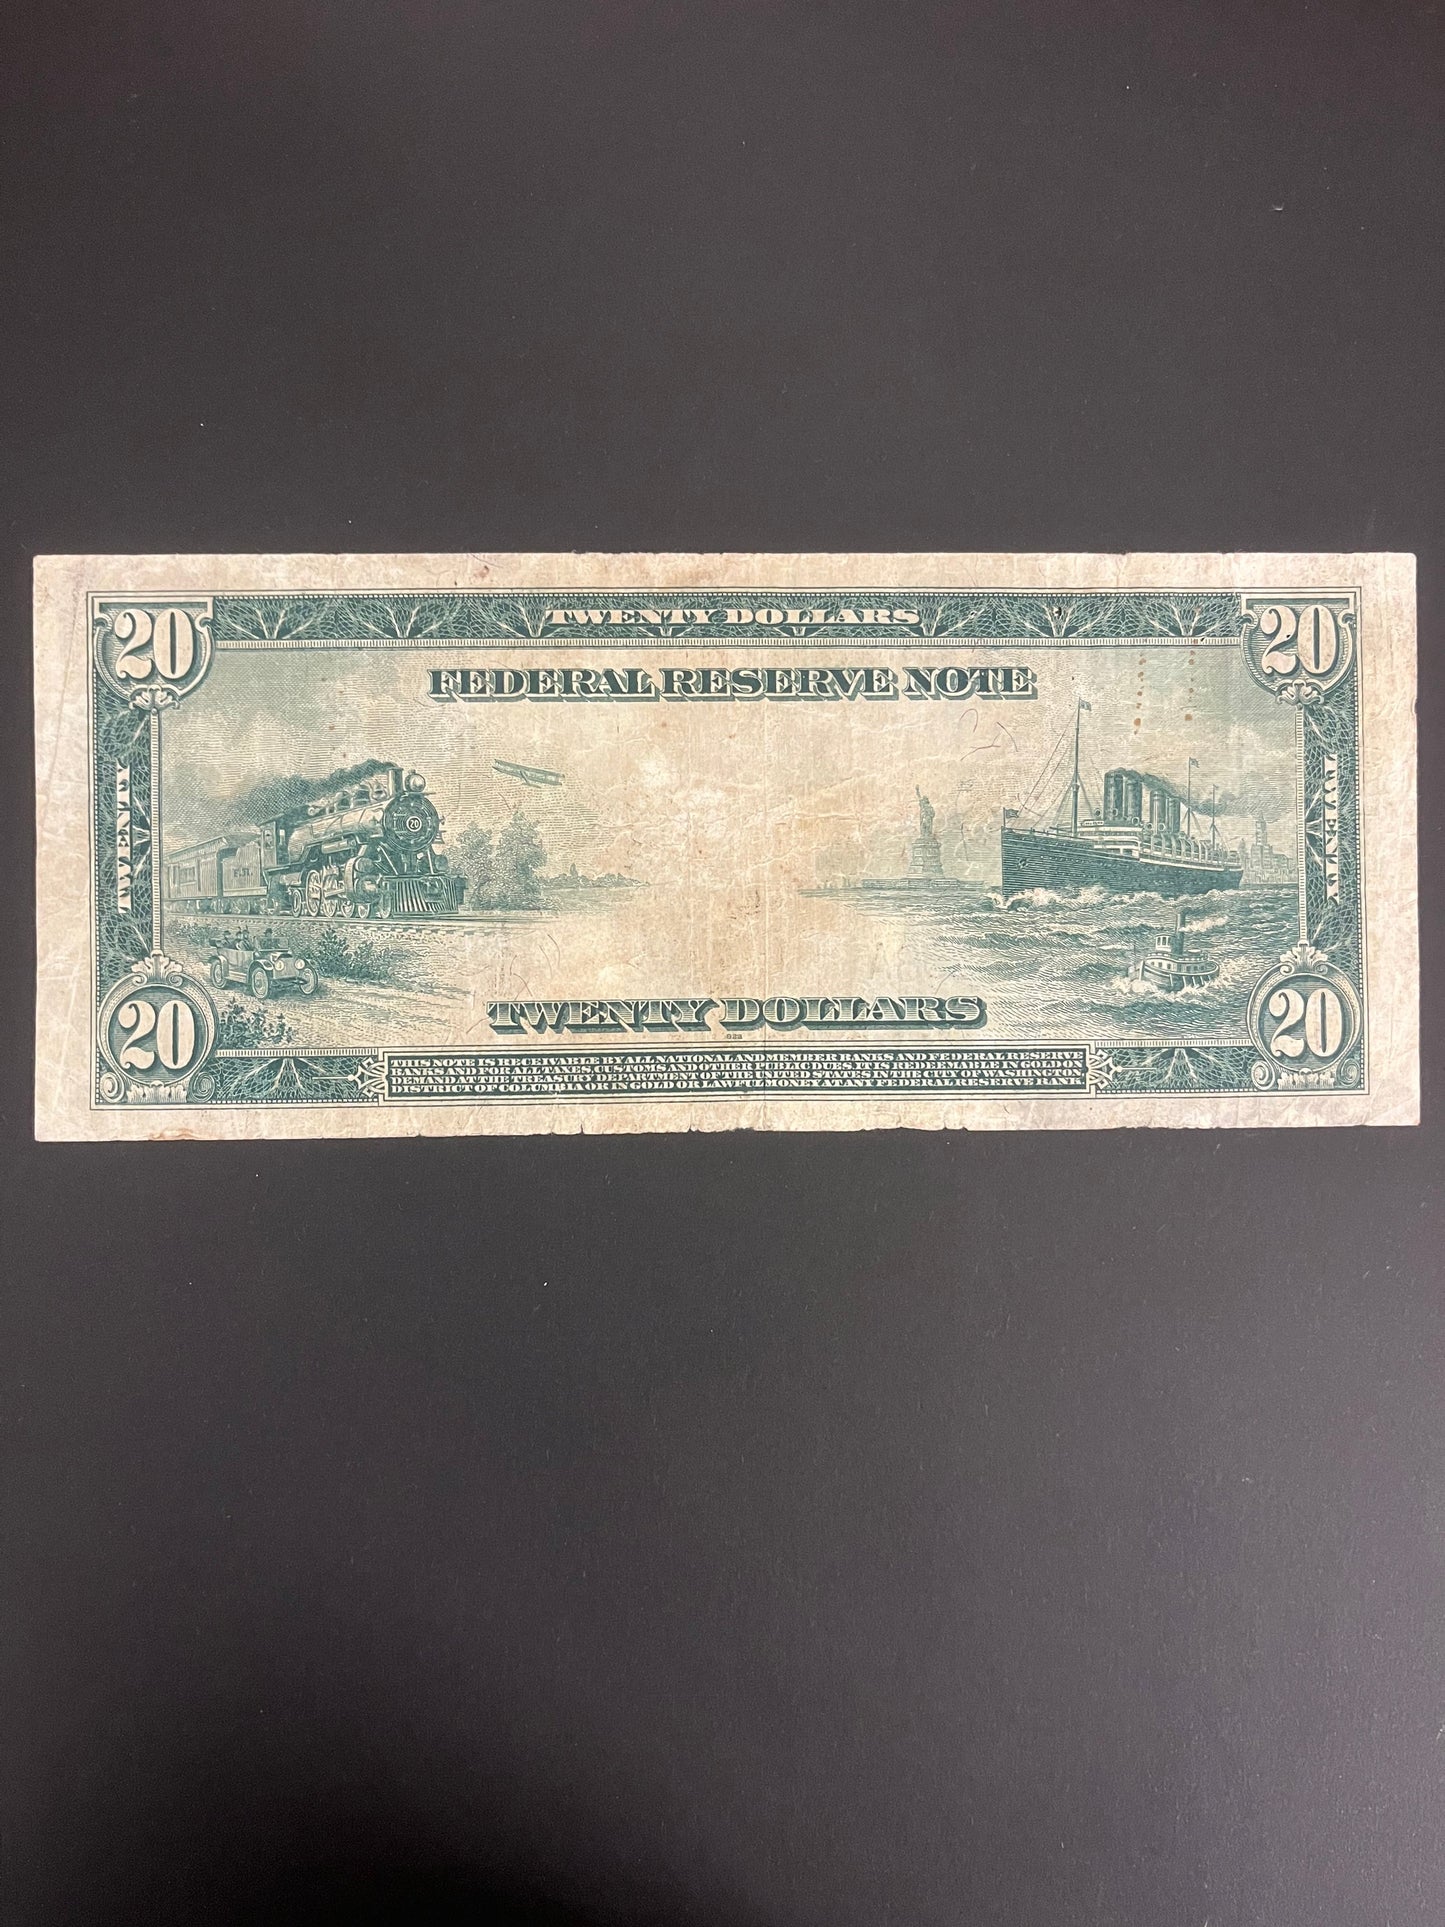 20 TWENTY DOLLARS 20
FEDERAL RESERVE NOTE
TWENTY
TWENTY
20
TWENTY DOLLARS
20 20
THIS NOTE IS RECEIVABLE BY ALL NATIONAL AND MEMBER BANKS AND FEDERAL RESERVE
BANKS AND FOR ALL TAXES, CUSTOMS AND OTHER PUBLIC DUES. IT IS REDEEMABLE IN GOLD ON
DEMAND AT THE TREASURY DEPARTMENT OF THE UNITED STATES IN THE CITY OF WASHINGTON,
DISTRICT OF COLUMBIA OR IN GOLD OR LAWFUL MONEY AT ANY FEDERAL RESERVE BANK.